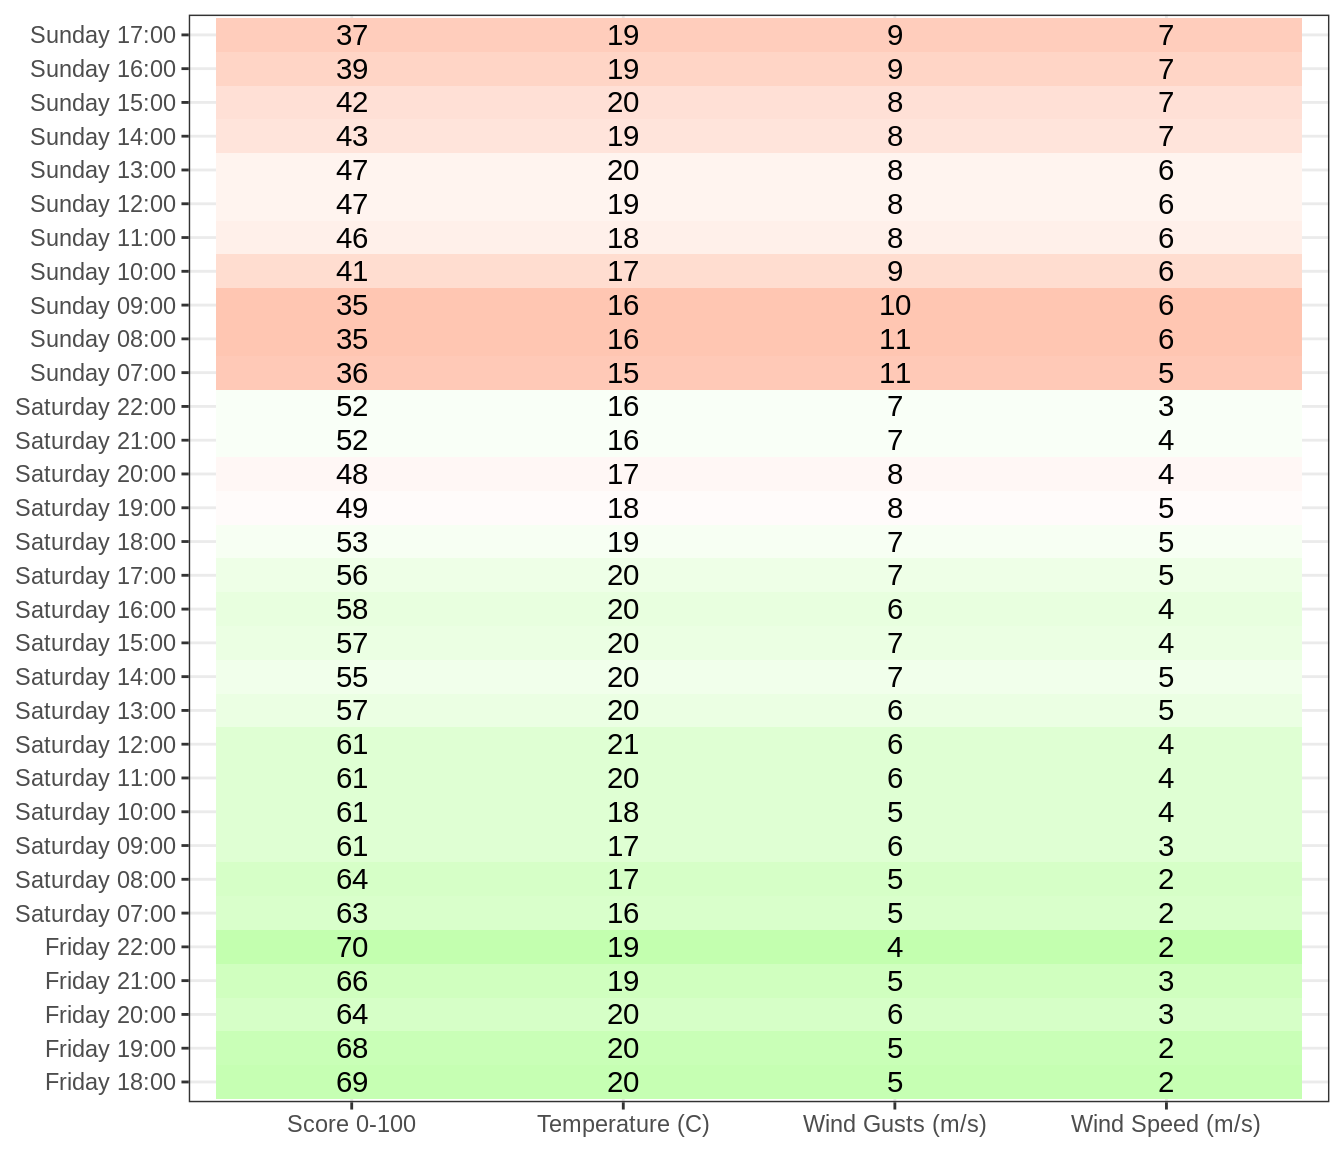 Sunday 17:00 37 19 9 7
Sunday 16:00 39 19 9 7
Sunday 15:00 42 20 8 7
Sunday 14:00 43 19 8 7
Sunday 13:00 47 20 8 6
Sunday 12:00 47 19 8 6
Sunday 11:00 46 18 8 6
Sunday 10:00 41 17 9 6
Sunday 09:00 35 16 10 6
Sunday 08:00 35 16 11 6
Sunday 07:00 36 15 11 5
Saturday 22:00 52 16 7 3
Saturday 21:00 52 16 7 4
Saturday 20:00 48 17 8 4
Saturday 19:00 49 18 8 5
Saturday 18:00 53 19 7 5
Saturday 17:00 56 20 7 5
Saturday 16:00 58 20 6 4
Saturday 15:00 57 20 7 4
Saturday 14:00 55 20 7 5
Saturday 13:00 57 20 6 5
Saturday 12:00 61 21 6 4
Saturday 11:00 61 20 6 4
Saturday 10:00 61 18 5 4
Saturday 09:00 61 17 6 3
Saturday 08:00 64 17 5 2
Saturday 07:00 63 16 5 2
Friday 22:00 70 19 4 2
Friday 21:00 66 19 5 3
Friday 20:00 64 20 6 3
Friday 19:00 68 20 5 2
Friday 18:00 69 20 5 2
Score 0-100 Temperature (C) Wind Gusts (m/s) Wind Speed (m/s)